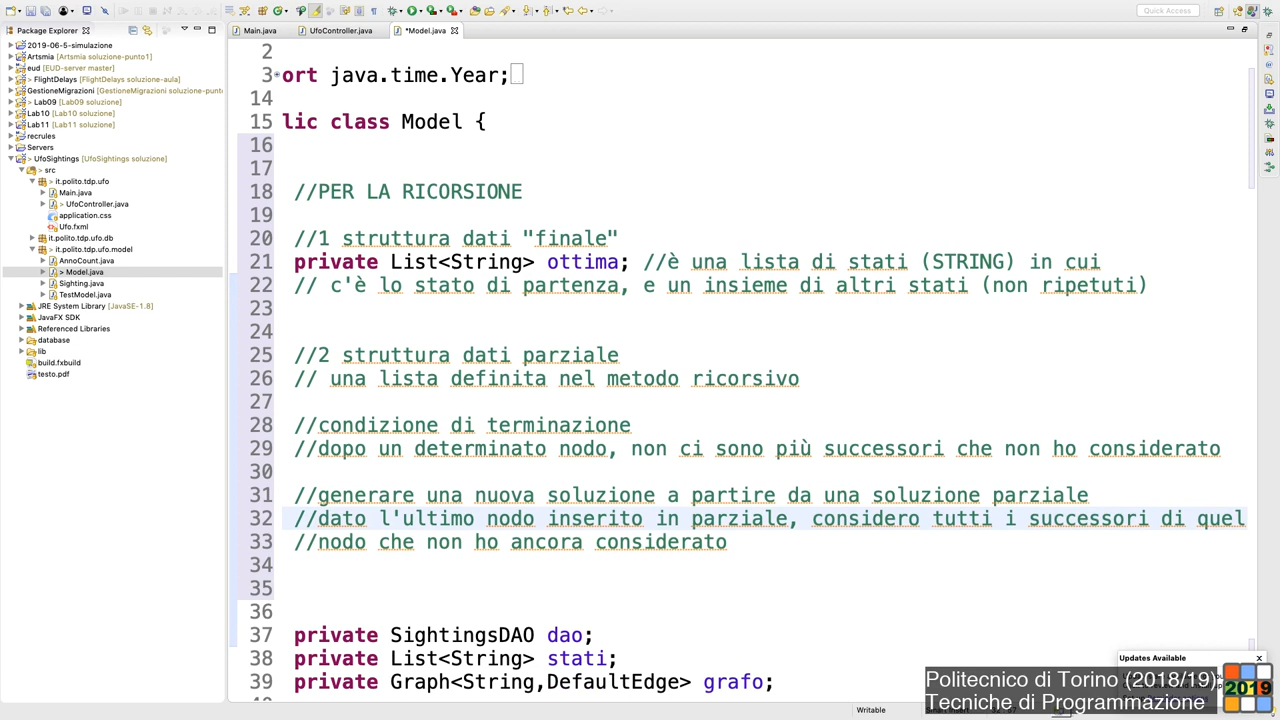 Quick Access
Package Explorer
Main.java
UfoController.java
*Model.java
2019-06-5-simulazione
Artsmia [Artsmia soluzione-punto1]
eud [EUD-server master]
> FlightDelays [FlightDelays soluzione-aula]
GestioneMigrazioni [GestioneMigrazioni soluzione-punto
> Lab09 [Lab09 soluzione]
Lab10 [Lab10 soluzione]
Lab11 [Lab11 soluzione]
recrules
Servers
> UfoSightings [UfoSightings soluzione]
> src
> it.polito.tdp.ufo
Main.java
> UfoController.java
application.css
Ufo.fxml
it.polito.tdp.ufo.db
> it.polito.tdp.ufo.model
AnnoCount.java
> Model.java
Sighting.java
TestModel.java
JRE System Library [JavaSE-1.8]
JavaFX SDK
Referenced Libraries
database
lib
build.fxbuild
testo.pdf
2
3 ort java.time.Year;
14
15 lic class Model {
16
17
18 //PER LA RICORSIONE
19
20 //1 struttura dati "finale"
21 private List<String> ottima; //è una lista di stati (STRING) in cui
22 // c'è lo stato di partenza, e un insieme di altri stati (non ripetuti)
23
24
25 //2 struttura dati parziale
26 // una lista definita nel metodo ricorsivo
27
28 //condizione di terminazione
29 //dopo un determinato nodo, non ci sono più successori che non ho considerato
30
31 //generare una nuova soluzione a partire da una soluzione parziale
32 //dato l'ultimo nodo inserito in parziale, considero tutti i successori di quel
33 //nodo che non ho ancora considerato
34
35
36
37 private SightingsDAO dao;
38 private List<String> stati;
39 private Graph<String,DefaultEdge> grafo;
Updates Available
Writable
Politecnico di Torino (2018/19)
Tecniche di Programmazione
2019